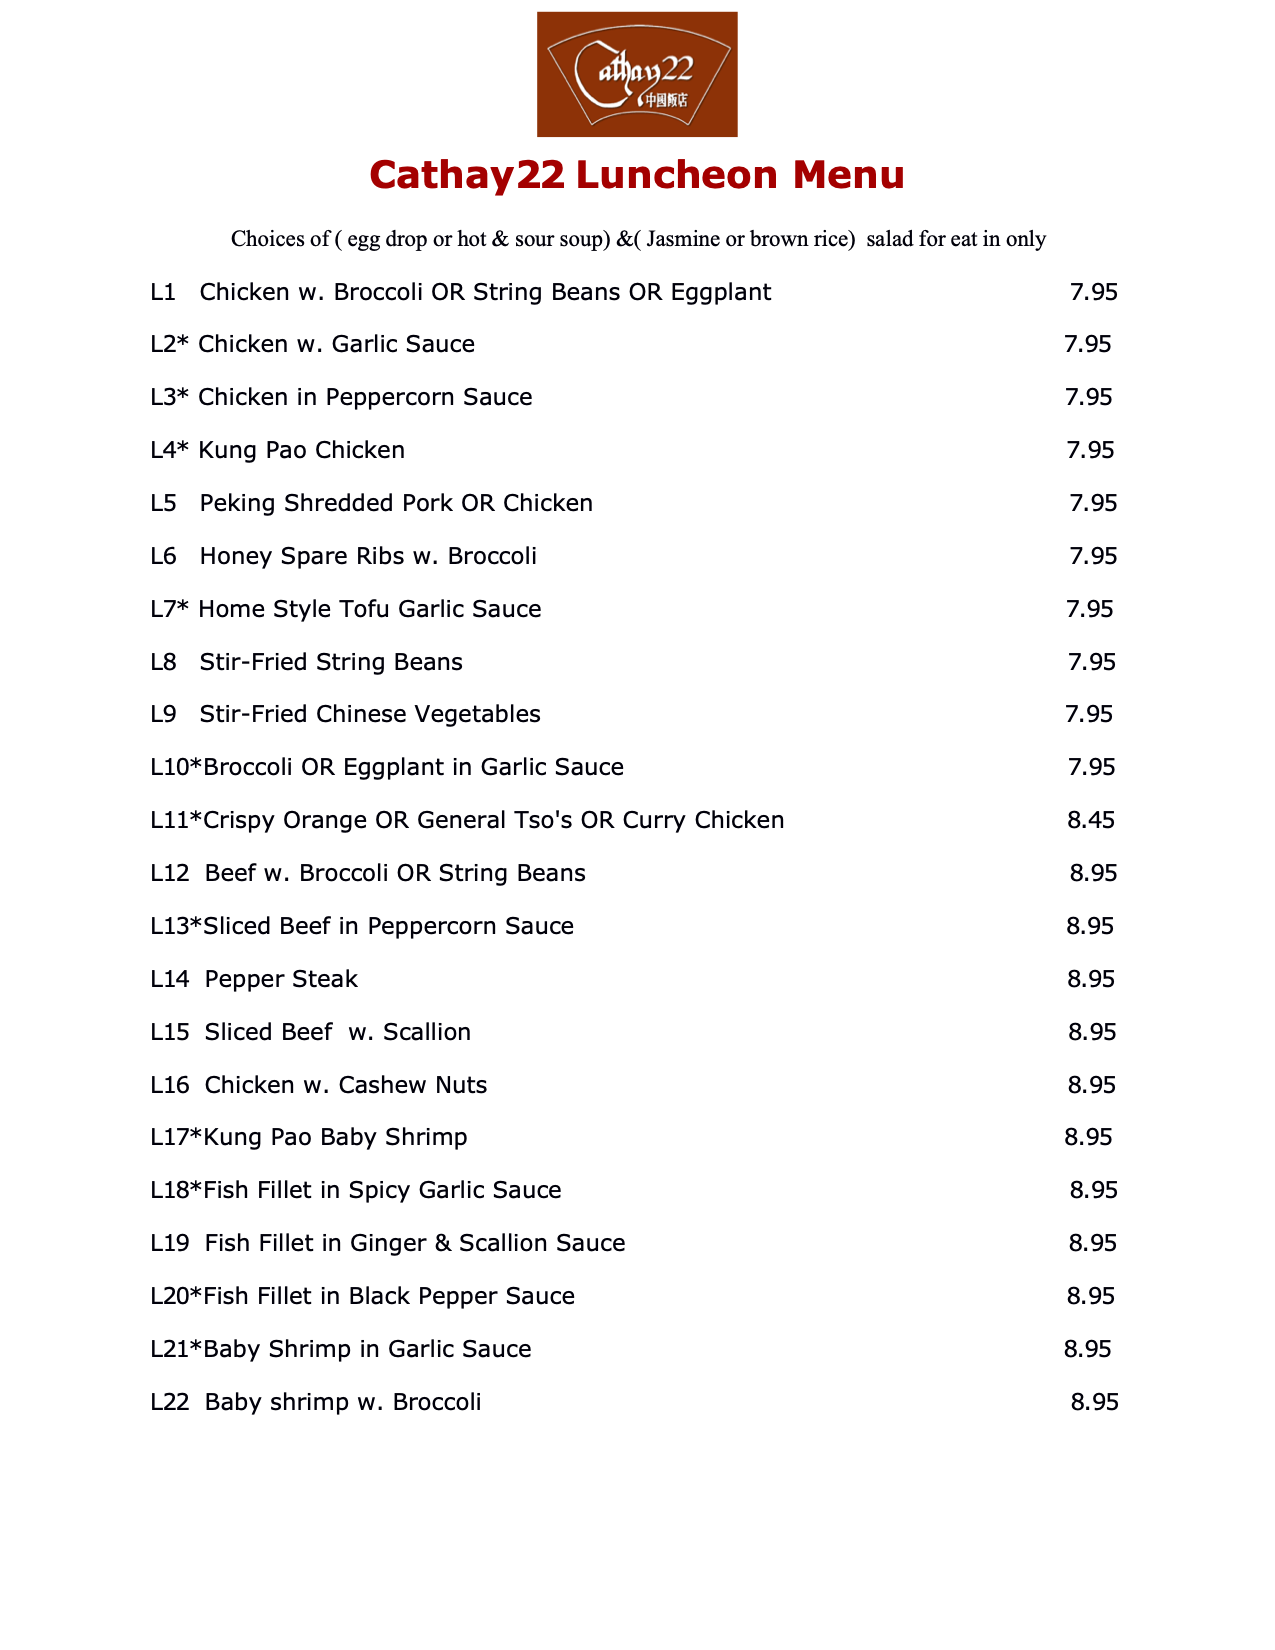 Cathay22
中國飯店
Cathay22 Luncheon Menu
Choices of ( egg drop or hot & sour soup) &( Jasmine or brown rice)  salad for eat in only
L1   Chicken w. Broccoli OR String Beans OR Eggplant 7.95
L2* Chicken w. Garlic Sauce 7.95
L3* Chicken in Peppercorn Sauce 7.95
L4* Kung Pao Chicken 7.95
L5   Peking Shredded Pork OR Chicken 7.95
L6   Honey Spare Ribs w. Broccoli 7.95
L7* Home Style Tofu Garlic Sauce 7.95
L8   Stir-Fried String Beans 7.95
L9   Stir-Fried Chinese Vegetables 7.95
L10*Broccoli OR Eggplant in Garlic Sauce 7.95
L11*Crispy Orange OR General Tso's OR Curry Chicken 8.45
L12  Beef w. Broccoli OR String Beans 8.95
L13*Sliced Beef in Peppercorn Sauce 8.95
L14  Pepper Steak 8.95
L15  Sliced Beef  w. Scallion 8.95
L16  Chicken w. Cashew Nuts 8.95
L17*Kung Pao Baby Shrimp 8.95
L18*Fish Fillet in Spicy Garlic Sauce 8.95
L19  Fish Fillet in Ginger & Scallion Sauce 8.95
L20*Fish Fillet in Black Pepper Sauce 8.95
L21*Baby Shrimp in Garlic Sauce 8.95
L22  Baby shrimp w. Broccoli 8.95